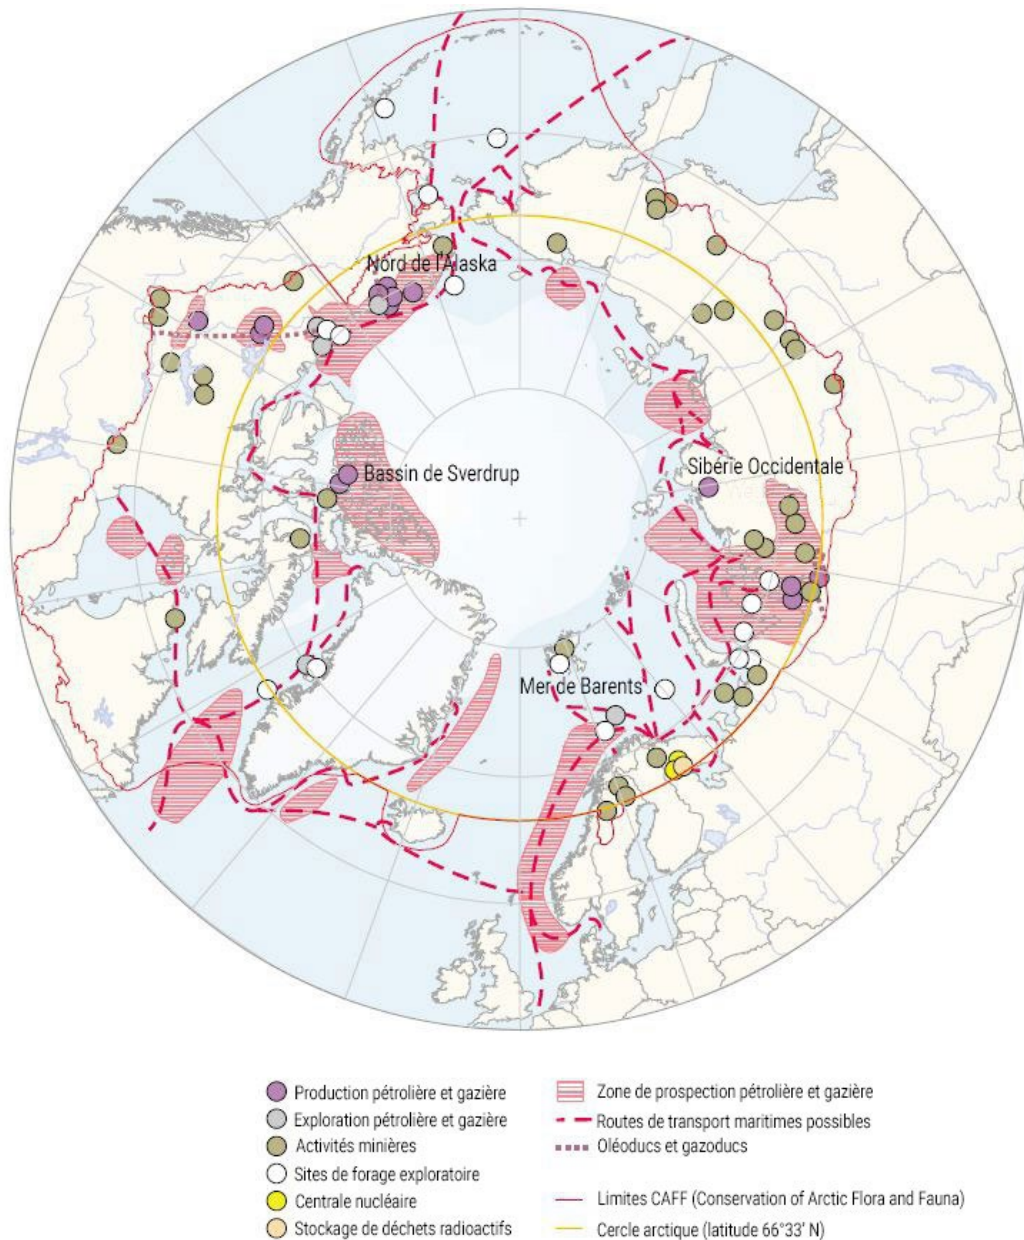 Nord de l'Alaska
Bassin de Sverdrup
Sibérie Occidentale
Mer de Barents
Production pétrolière et gazière
Exploration pétrolière et gazière
Activités minières
Sites de forage exploratoire
Centrale nucléaire
Stockage de déchets radioactifs
Zone de prospection pétrolière et gazière
Routes de transport maritimes possibles
Oléoducs et gazoducs
Limites CAFF (Conservation of Arctic Flora and Fauna)
Cercle arctique (latitude 66°33' N)